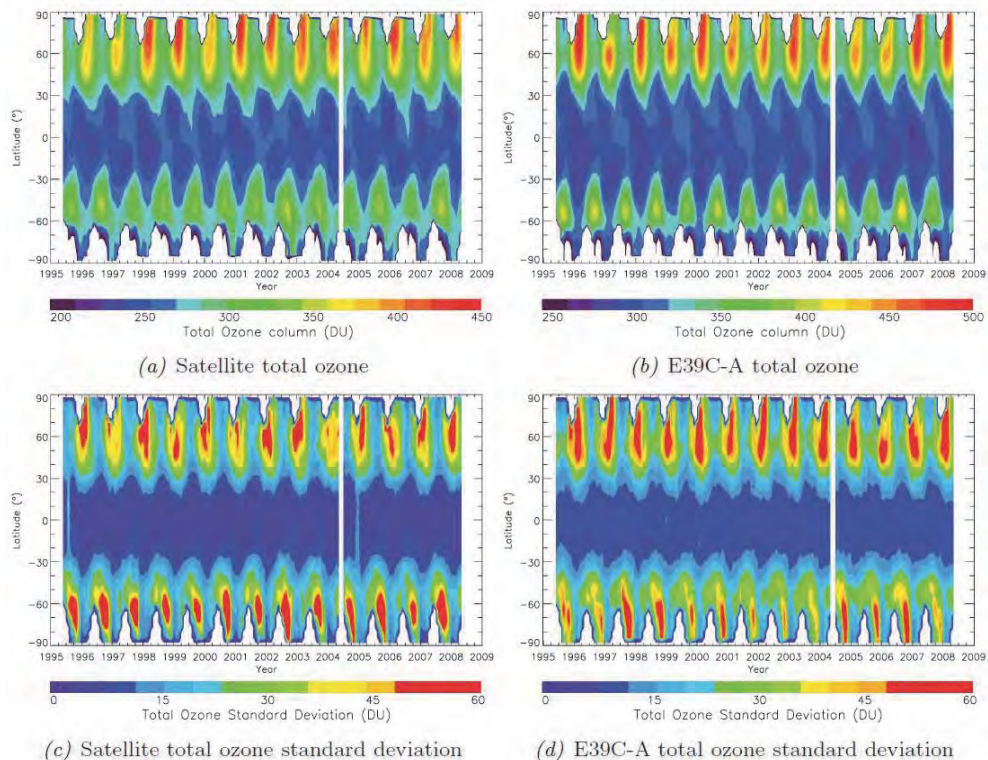 90
60
30
0
-30
-60
-90
Latitude (°)
1995 1996 1997 1998 1999 2000 2001 2002 2003 2004 2005 2006 2007 2008 2009
Year
200 250 300 350 400 450
Total Ozone column (DU)
(a) Satellite total ozone
90
60
30
0
-30
-60
-90
Latitude(°)
1995 1996 1997 1998 1999 2000 2001 2002 2003 2004 2005 2006 2007 2008 2009
Year
250 300 350 400 450 500
Total Ozone column (DU)
(b) E39C-A total ozone
90
60
30
0
-30
-60
-90
Latitude (°)
1995 1996 1997 1998 1999 2000 2001 2002 2003 2004 2005 2006 2007 2008 2009
Year
0 15 30 45 60
Total Ozone Standard Deviation (DU)
(c) Satellite total ozone standard deviation
90
60
30
0
-30
-60
-90
Latitude (°)
1995 1996 1997 1998 1999 2000 2001 2002 2003 2004 2005 2006 2007 2008 2009
Year
0 15 30 45 60
Total Ozone Standard Deviation (DU)
(d) E39C-A total ozone standard deviation